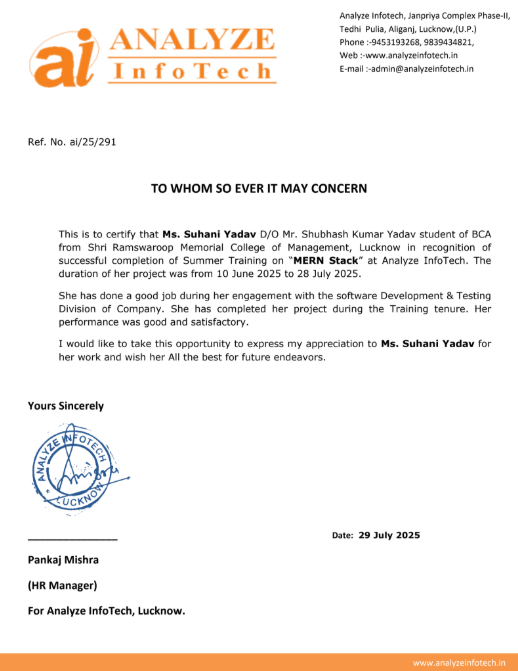 ai ANALYZE
InfoTech
Analyze Infotech, Janpriya Complex Phase-II,
Tedhi Pulia, Aliganj, Lucknow,(U.P.)
Phone :-9453193268, 9839434821,
Web :-www.analyzeinfotech.in
E-mail :-admin@analyzeinfotech.in
Ref. No. ai/25/291
TO WHOM SO EVER IT MAY CONCERN
This is to certify that Ms. Suhani Yadav D/O Mr. Shubhash Kumar Yadav student of BCA
from Shri Ramswaroop Memorial College of Management, Lucknow in recognition of
successful completion of Summer Training on “MERN Stack” at Analyze InfoTech. The
duration of her project was from 10 June 2025 to 28 July 2025.
She has done a good job during her engagement with the software Development & Testing
Division of Company. She has completed her project during the Training tenure. Her
performance was good and satisfactory.
I would like to take this opportunity to express my appreciation to Ms. Suhani Yadav for
her work and wish her All the best for future endeavors.
Yours Sincerely
ANALYZE INFOTECH
LUCKNOW
Date: 29 July 2025
Pankaj Mishra
(HR Manager)
For Analyze InfoTech, Lucknow.
www.analyzeinfotech.in